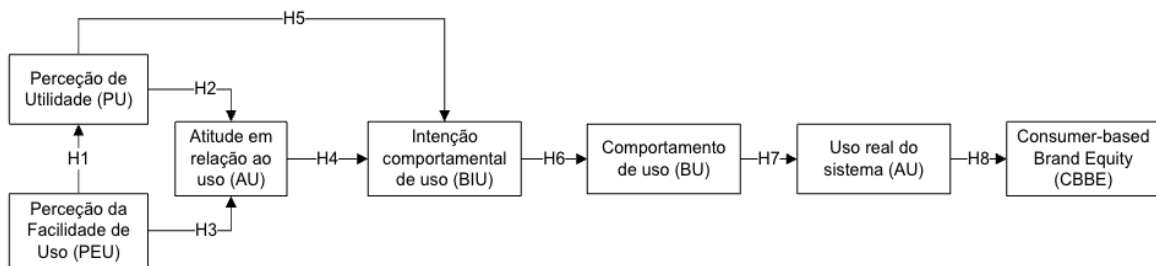 H5
Perceção de
Utilidade (PU)
H2
Atitude em
relação ao
uso (AU)
H1
H4
Intenção
comportamental
de uso (BIU)
H6
Comportamento
de uso (BU)
H7
Uso real do
sistema (AU)
H8
Consumer-based
Brand Equity
(CBBE)
Perceção da
Facilidade de
Uso (PEU)
H3